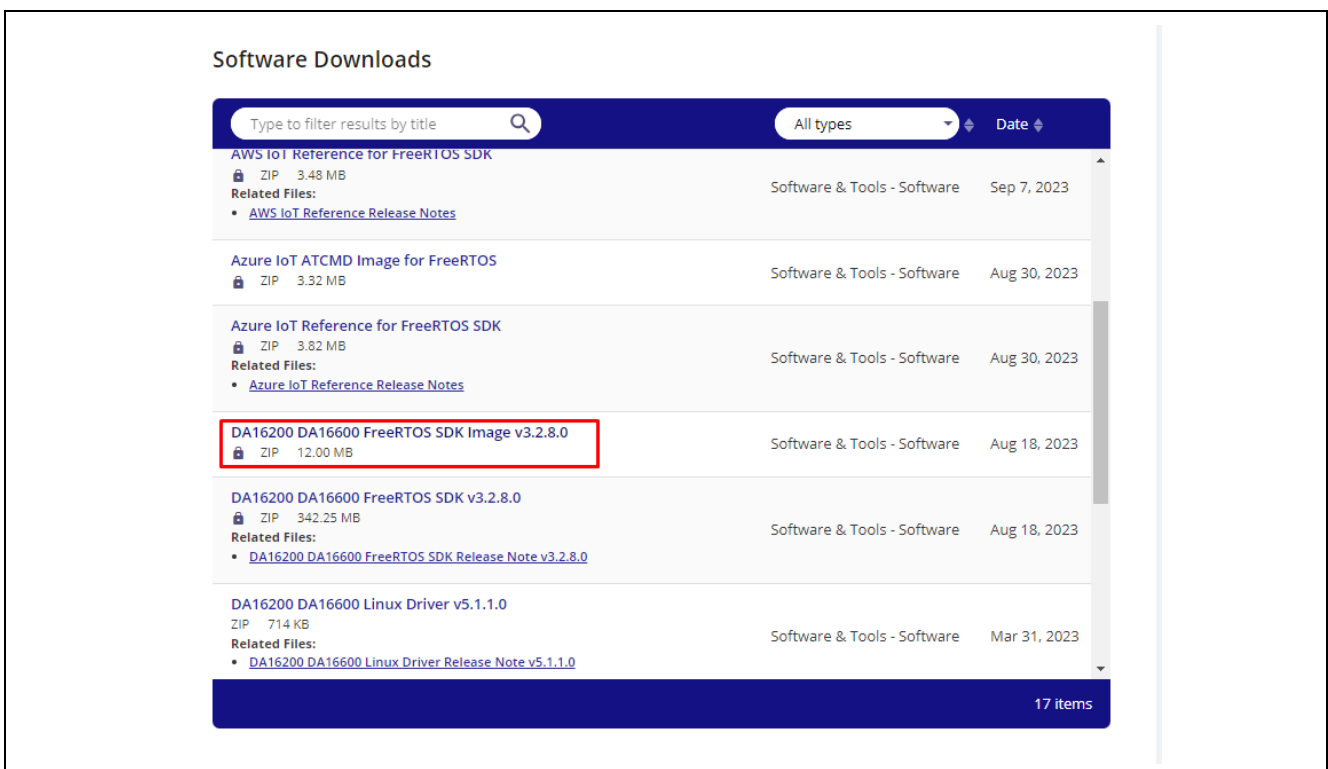 Software Downloads
Type to filter results by title
All types
Date
AWS IoT Reference for FreeRTOS SDK
ZIP 3.48 MB
Software & Tools - Software
Sep 7, 2023
Related Files:
• AWS IoT Reference Release Notes
Azure IoT ATCMD Image for FreeRTOS
ZIP 3.32 MB
Software & Tools - Software
Aug 30, 2023
Azure IoT Reference for FreeRTOS SDK
ZIP 3.82 MB
Software & Tools - Software
Aug 30, 2023
Related Files:
• Azure IoT Reference Release Notes
DA16200 DA16600 FreeRTOS SDK Image v3.2.8.0
ZIP 12.00 MB
Software & Tools - Software
Aug 18, 2023
DA16200 DA16600 FreeRTOS SDK v3.2.8.0
ZIP 342.25 MB
Software & Tools - Software
Aug 18, 2023
Related Files:
• DA16200 DA16600 FreeRTOS SDK Release Note v3.2.8.0
DA16200 DA16600 Linux Driver v5.1.1.0
ZIP 714 KB
Software & Tools - Software
Mar 31, 2023
Related Files:
• DA16200 DA16600 Linux Driver Release Note v5.1.1.0
17 items